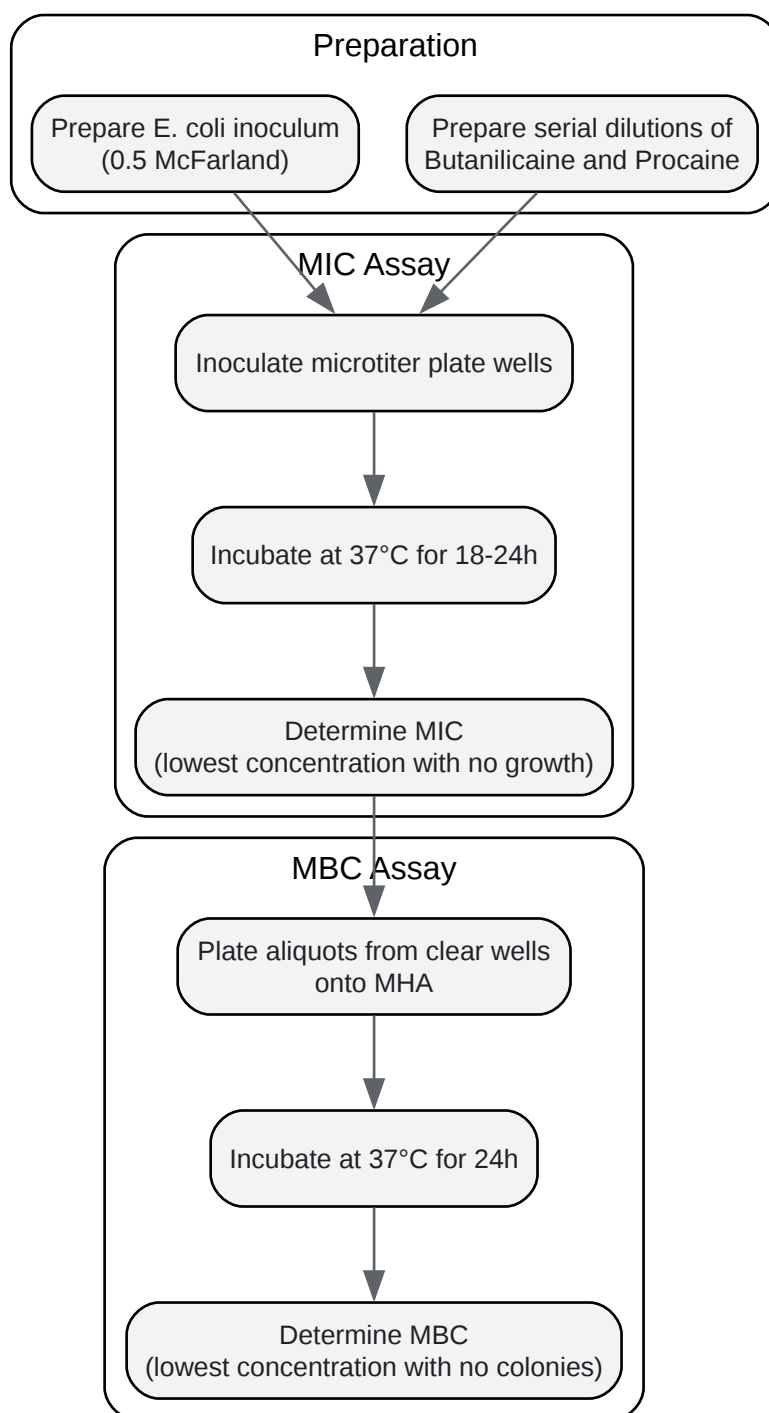 Preparation
Prepare E. coli inoculum
(0.5 McFarland)
Prepare serial dilutions of
Butanilicaine and Procaine
MIC Assay
Inoculate microtiter plate wells
Incubate at 37°C for 18-24h
Determine MIC
(lowest concentration with no growth)
MBC Assay
Plate aliquots from clear wells
onto MHA
Incubate at 37°C for 24h
Determine MBC
(lowest concentration with no colonies)